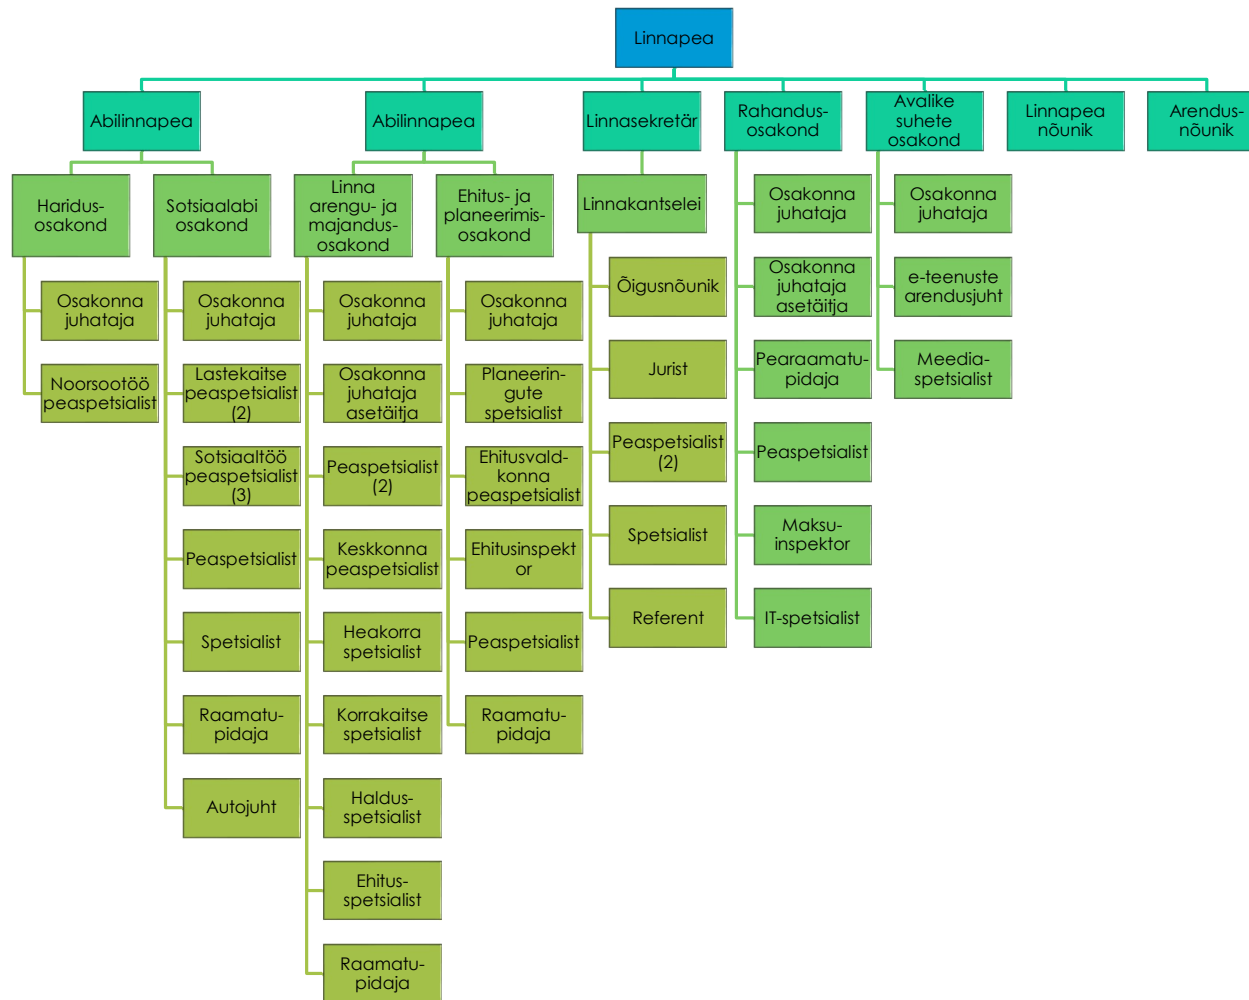 Linnapea
Abilinnapea
Abilinnapea
Linnasekretär
Rahandus-
osakond
Avalike
suhete
osakond
Linnapea
nõunik
Arendus-
nõunik
Haridus-
osakond
Sotsiaalabi
osakond
Linna
arengu- ja
majandus-
osakond
Ehitus- ja
planeerimis-
osakond
Linnakantselei
Osakonna
juhataja
Noorsootöö
peaspetsialist
Osakonna
juhataja
Lastekaitse
peaspetsialist
(2)
Sotsiaaltöö
peaspetsialist
(3)
Peaspetsialist
Spetsialist
Raamatu-
pidaja
Autojuht
Osakonna
juhataja
Osakonna
juhataja
asetäitja
Peaspetsialist
(2)
Keskkonna
peaspetsialist
Heakorra
spetsialist
Korrakaitse
spetsialist
Haldus-
spetsialist
Ehitus-
spetsialist
Raamatu-
pidaja
Osakonna
juhataja
Planeerin-
gute
spetsialist
Ehitusvald-
konna
peaspetsialist
Ehitusinspekt
or
Peaspetsialist
Raamatu-
pidaja
Õigusnõunik
Jurist
Peaspetsialist
(2)
Spetsialist
Referent
Osakonna
juhataja
Osakonna
juhataja
asetäitja
Pearaamatu-
pidaja
Peaspetsialist
Maksu-
inspektor
IT-spetsialist
Osakonna
juhataja
e-teenuste
arendusjuht
Meedia-
spetsialist